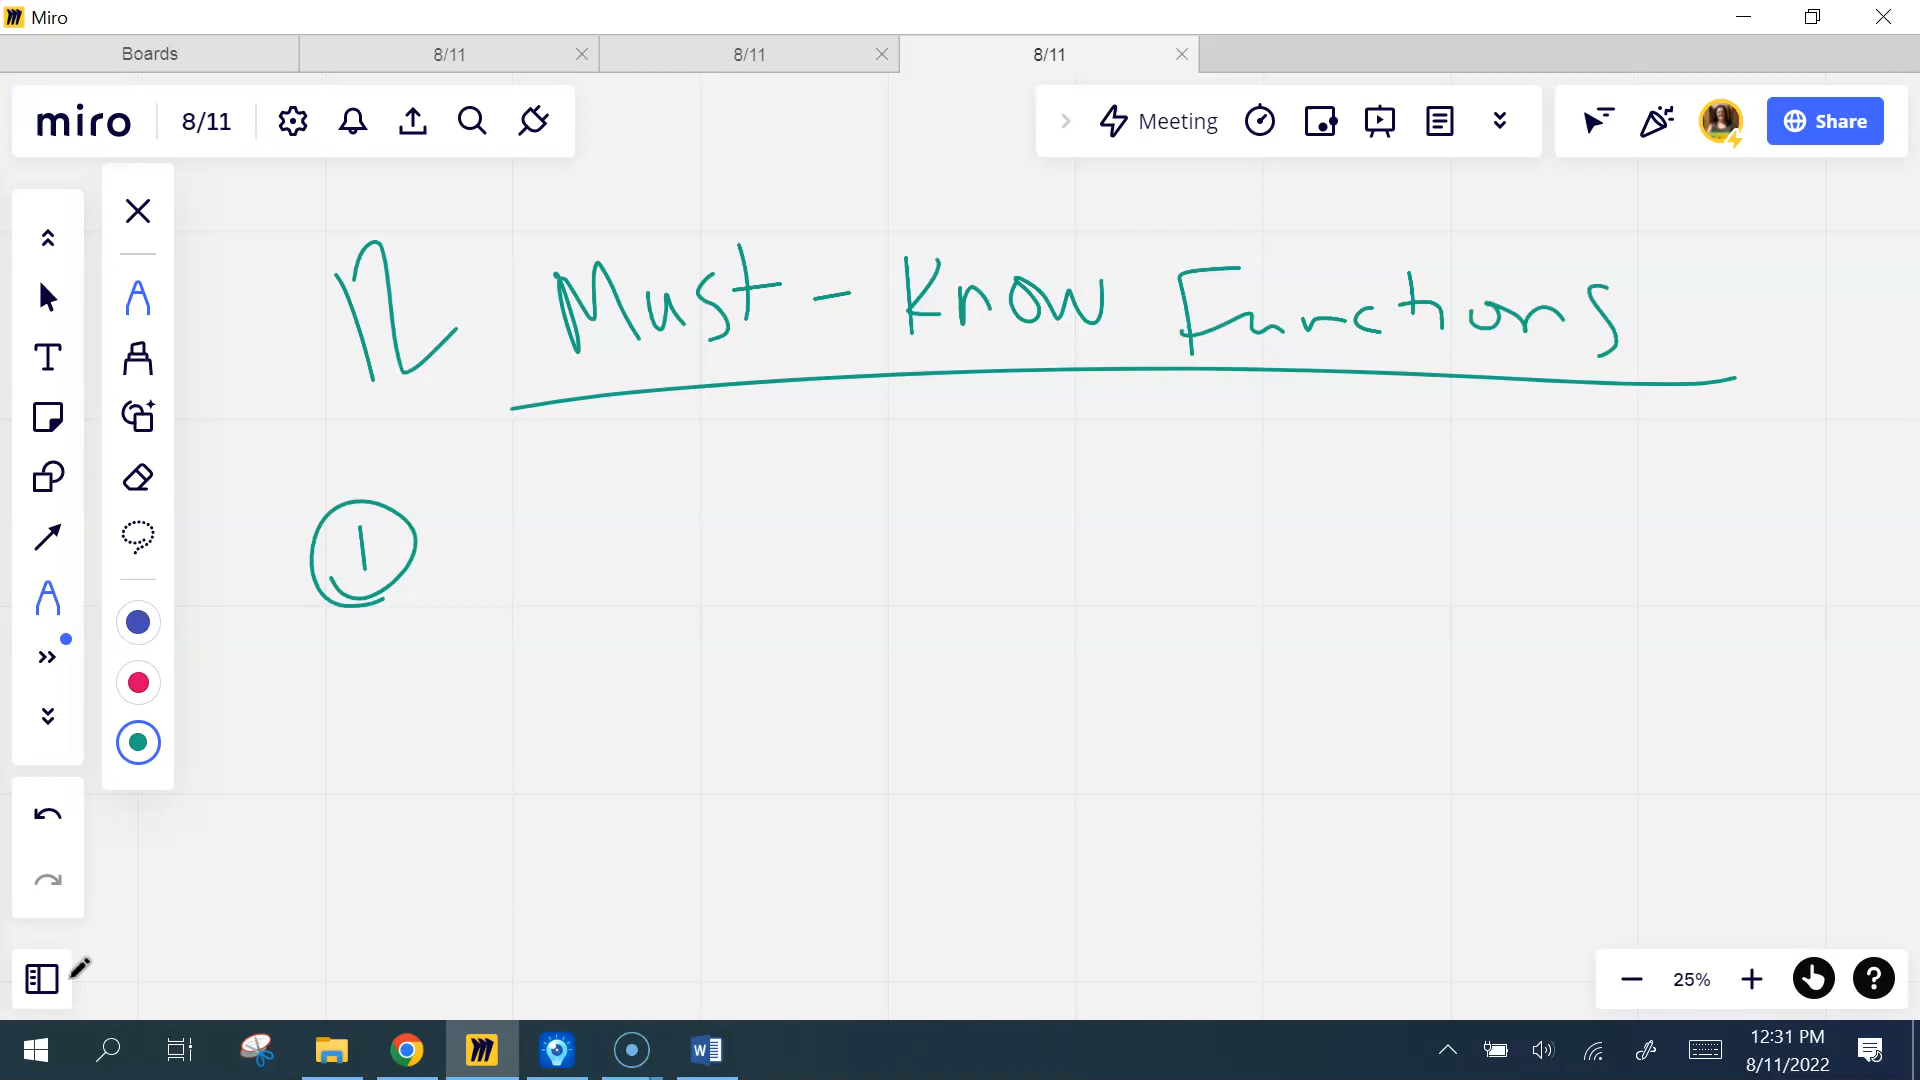 Miro
Boards 8/11 8/11 8/11
miro 8/11 Meeting Share
12 Must-Know Functions
1
25%
12:31 PM
8/11/2022